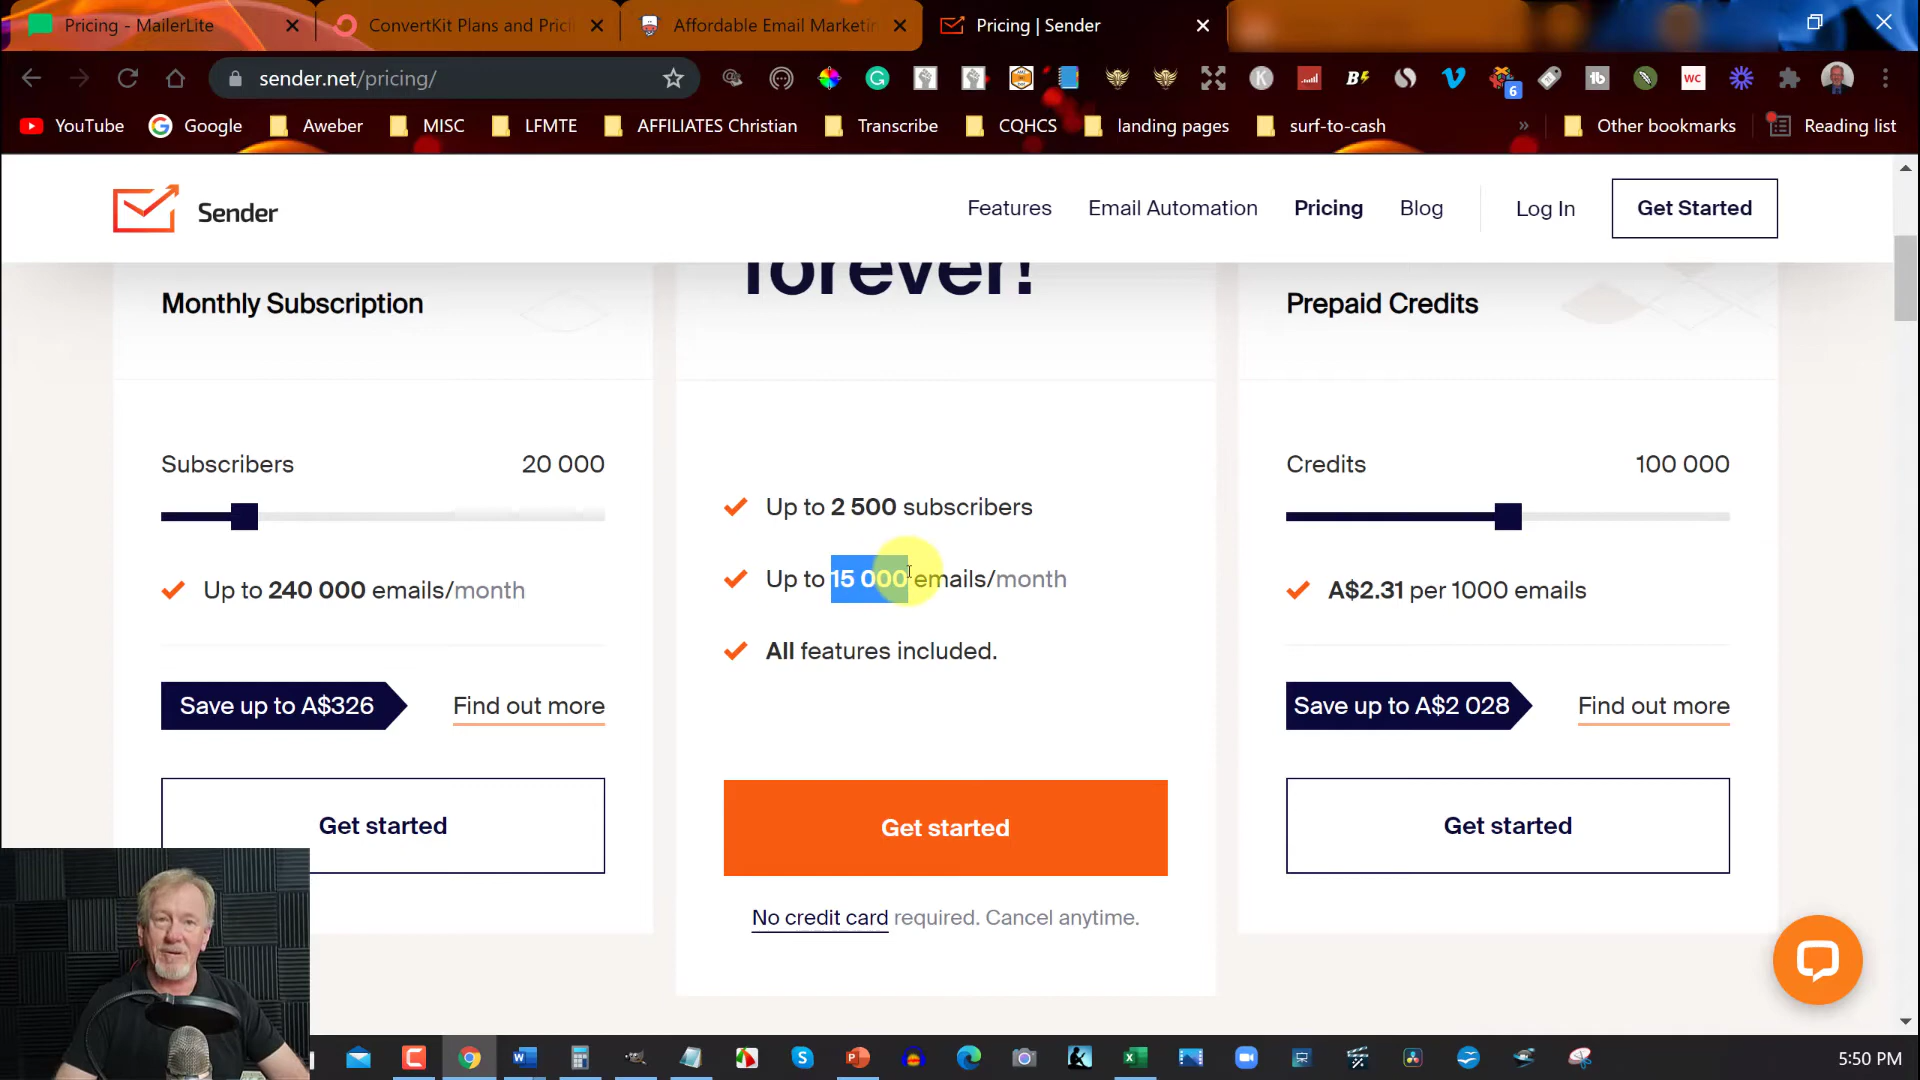 Pricing - MailerLite
ConvertKit Plans and Prici
Affordable Email Marketin
Pricing | Sender
sender.net/pricing/
6
WC
YouTube
Google
Aweber
MISC
LFMTE
AFFILIATES Christian
Transcribe
CQHCS
landing pages
surf-to-cash
»
Other bookmarks
Reading list
Sender
Features
Email Automation
Pricing
Blog
Log In
Get Started
forever!
Monthly Subscription
Subscribers 20 000
Up to 240 000 emails/month
Save up to A$326
Find out more
Get started
Up to 2 500 subscribers
Up to 15 000 emails/month
All features included.
Get started
No credit card required. Cancel anytime.
Prepaid Credits
Credits 100 000
A$2.31 per 1000 emails
Save up to A$2 028
Find out more
Get started
5:50 PM